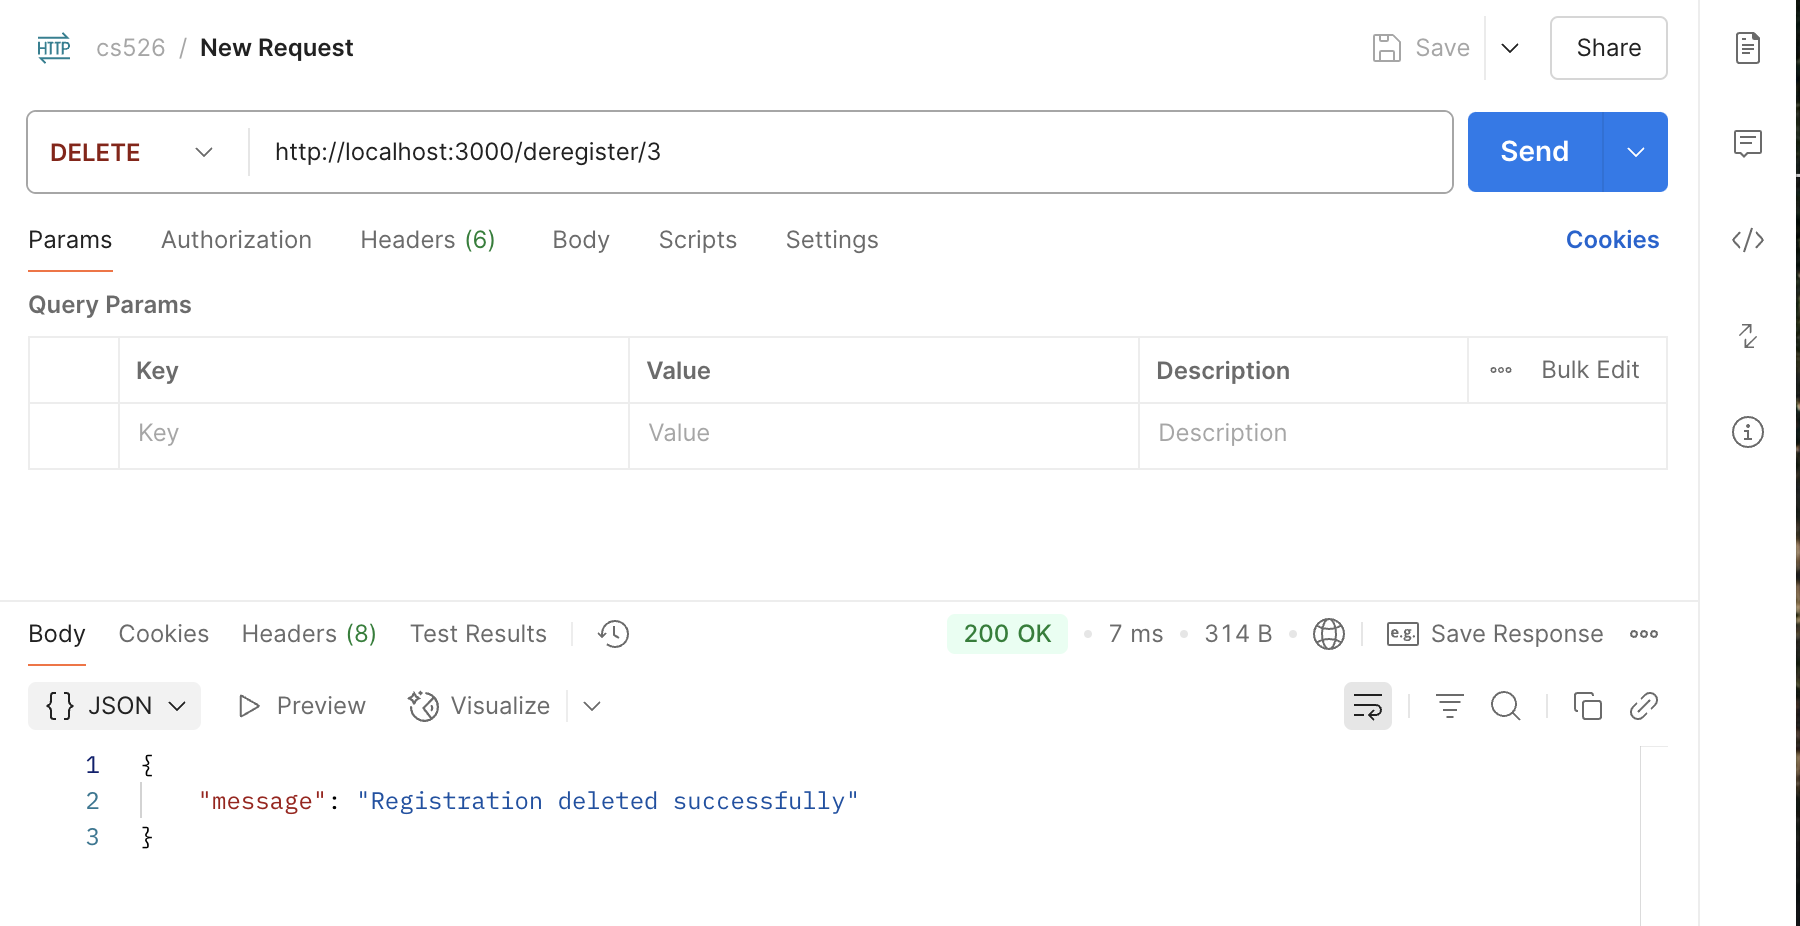 HTTP cs526 / New Request Save Share
DELETE http://localhost:3000/deregister/3 Send
Params Authorization Headers (6) Body Scripts Settings Cookies
Query Params
Key Value Description Bulk Edit
Key Value Description
Body Cookies Headers (8) Test Results 200 OK 7 ms 314 B e.g. Save Response
{} JSON Preview Visualize
1 {
2 "message": "Registration deleted successfully"
3 }